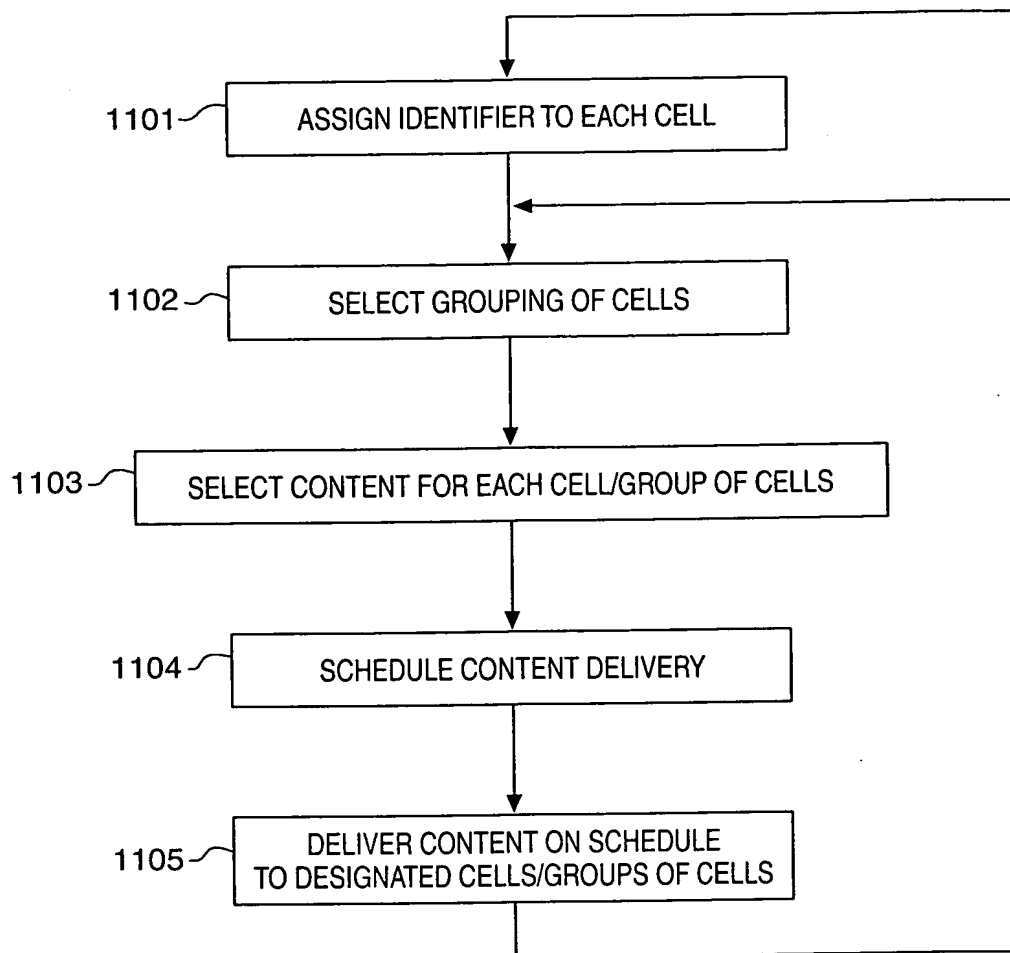 1101
ASSIGN IDENTIFIER TO EACH CELL
1102
SELECT GROUPING OF CELLS
1103
SELECT CONTENT FOR EACH CELL/GROUP OF CELLS
1104
SCHEDULE CONTENT DELIVERY
1105
DELIVER CONTENT ON SCHEDULE
TO DESIGNATED CELLS/GROUPS OF CELLS